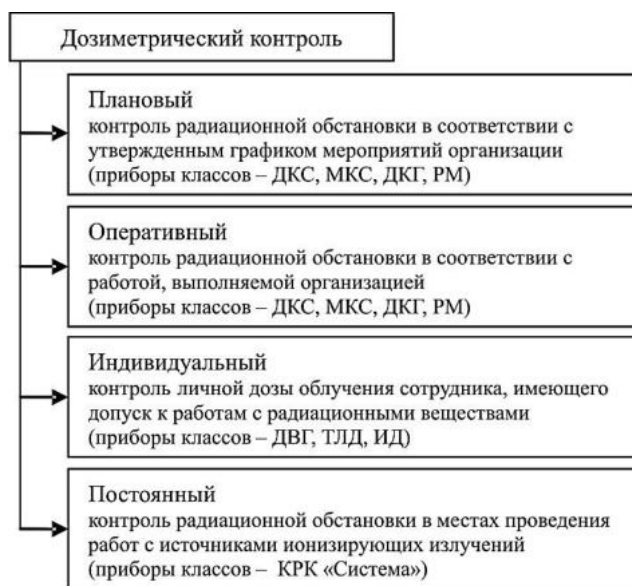 Дозиметрический контроль
Плановый
контроль радиационной обстановки в соответствии с
утвержденным графиком мероприятий организации
(приборы классов – ДКС, МКС, ДКГ, РМ)
Оперативный
контроль радиационной обстановки в соответствии с
работой, выполняемой организацией
(приборы классов – ДКС, МКС, ДКГ, РМ)
Индивидуальный
контроль личной дозы облучения сотрудника, имеющего
допуск к работам с радиационными веществами
(приборы классов – ДВГ, ТЛД, ИД)
Постоянный
контроль радиационной обстановки в местах проведения
работ с источниками ионизирующих излучений
(приборы классов – КРК «Система»)